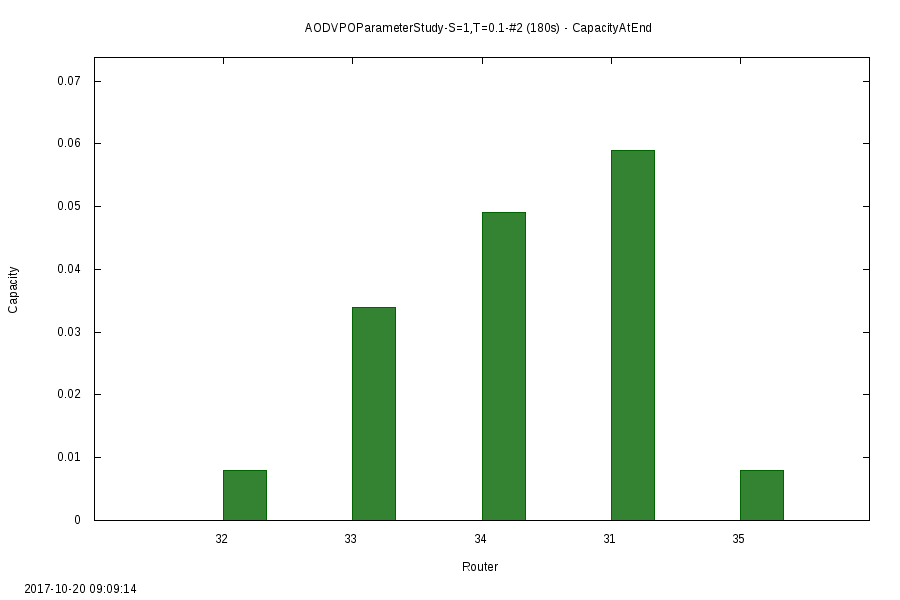 AODVPOParameterStudy-S=1,T=0.1-#2 (180s) - CapacityAtEnd
0.07
0.06
0.05
0.04
0.03
0.02
0.01
0
Capacity
32 33 34 31 35
Router
2017-10-20 09:09:14